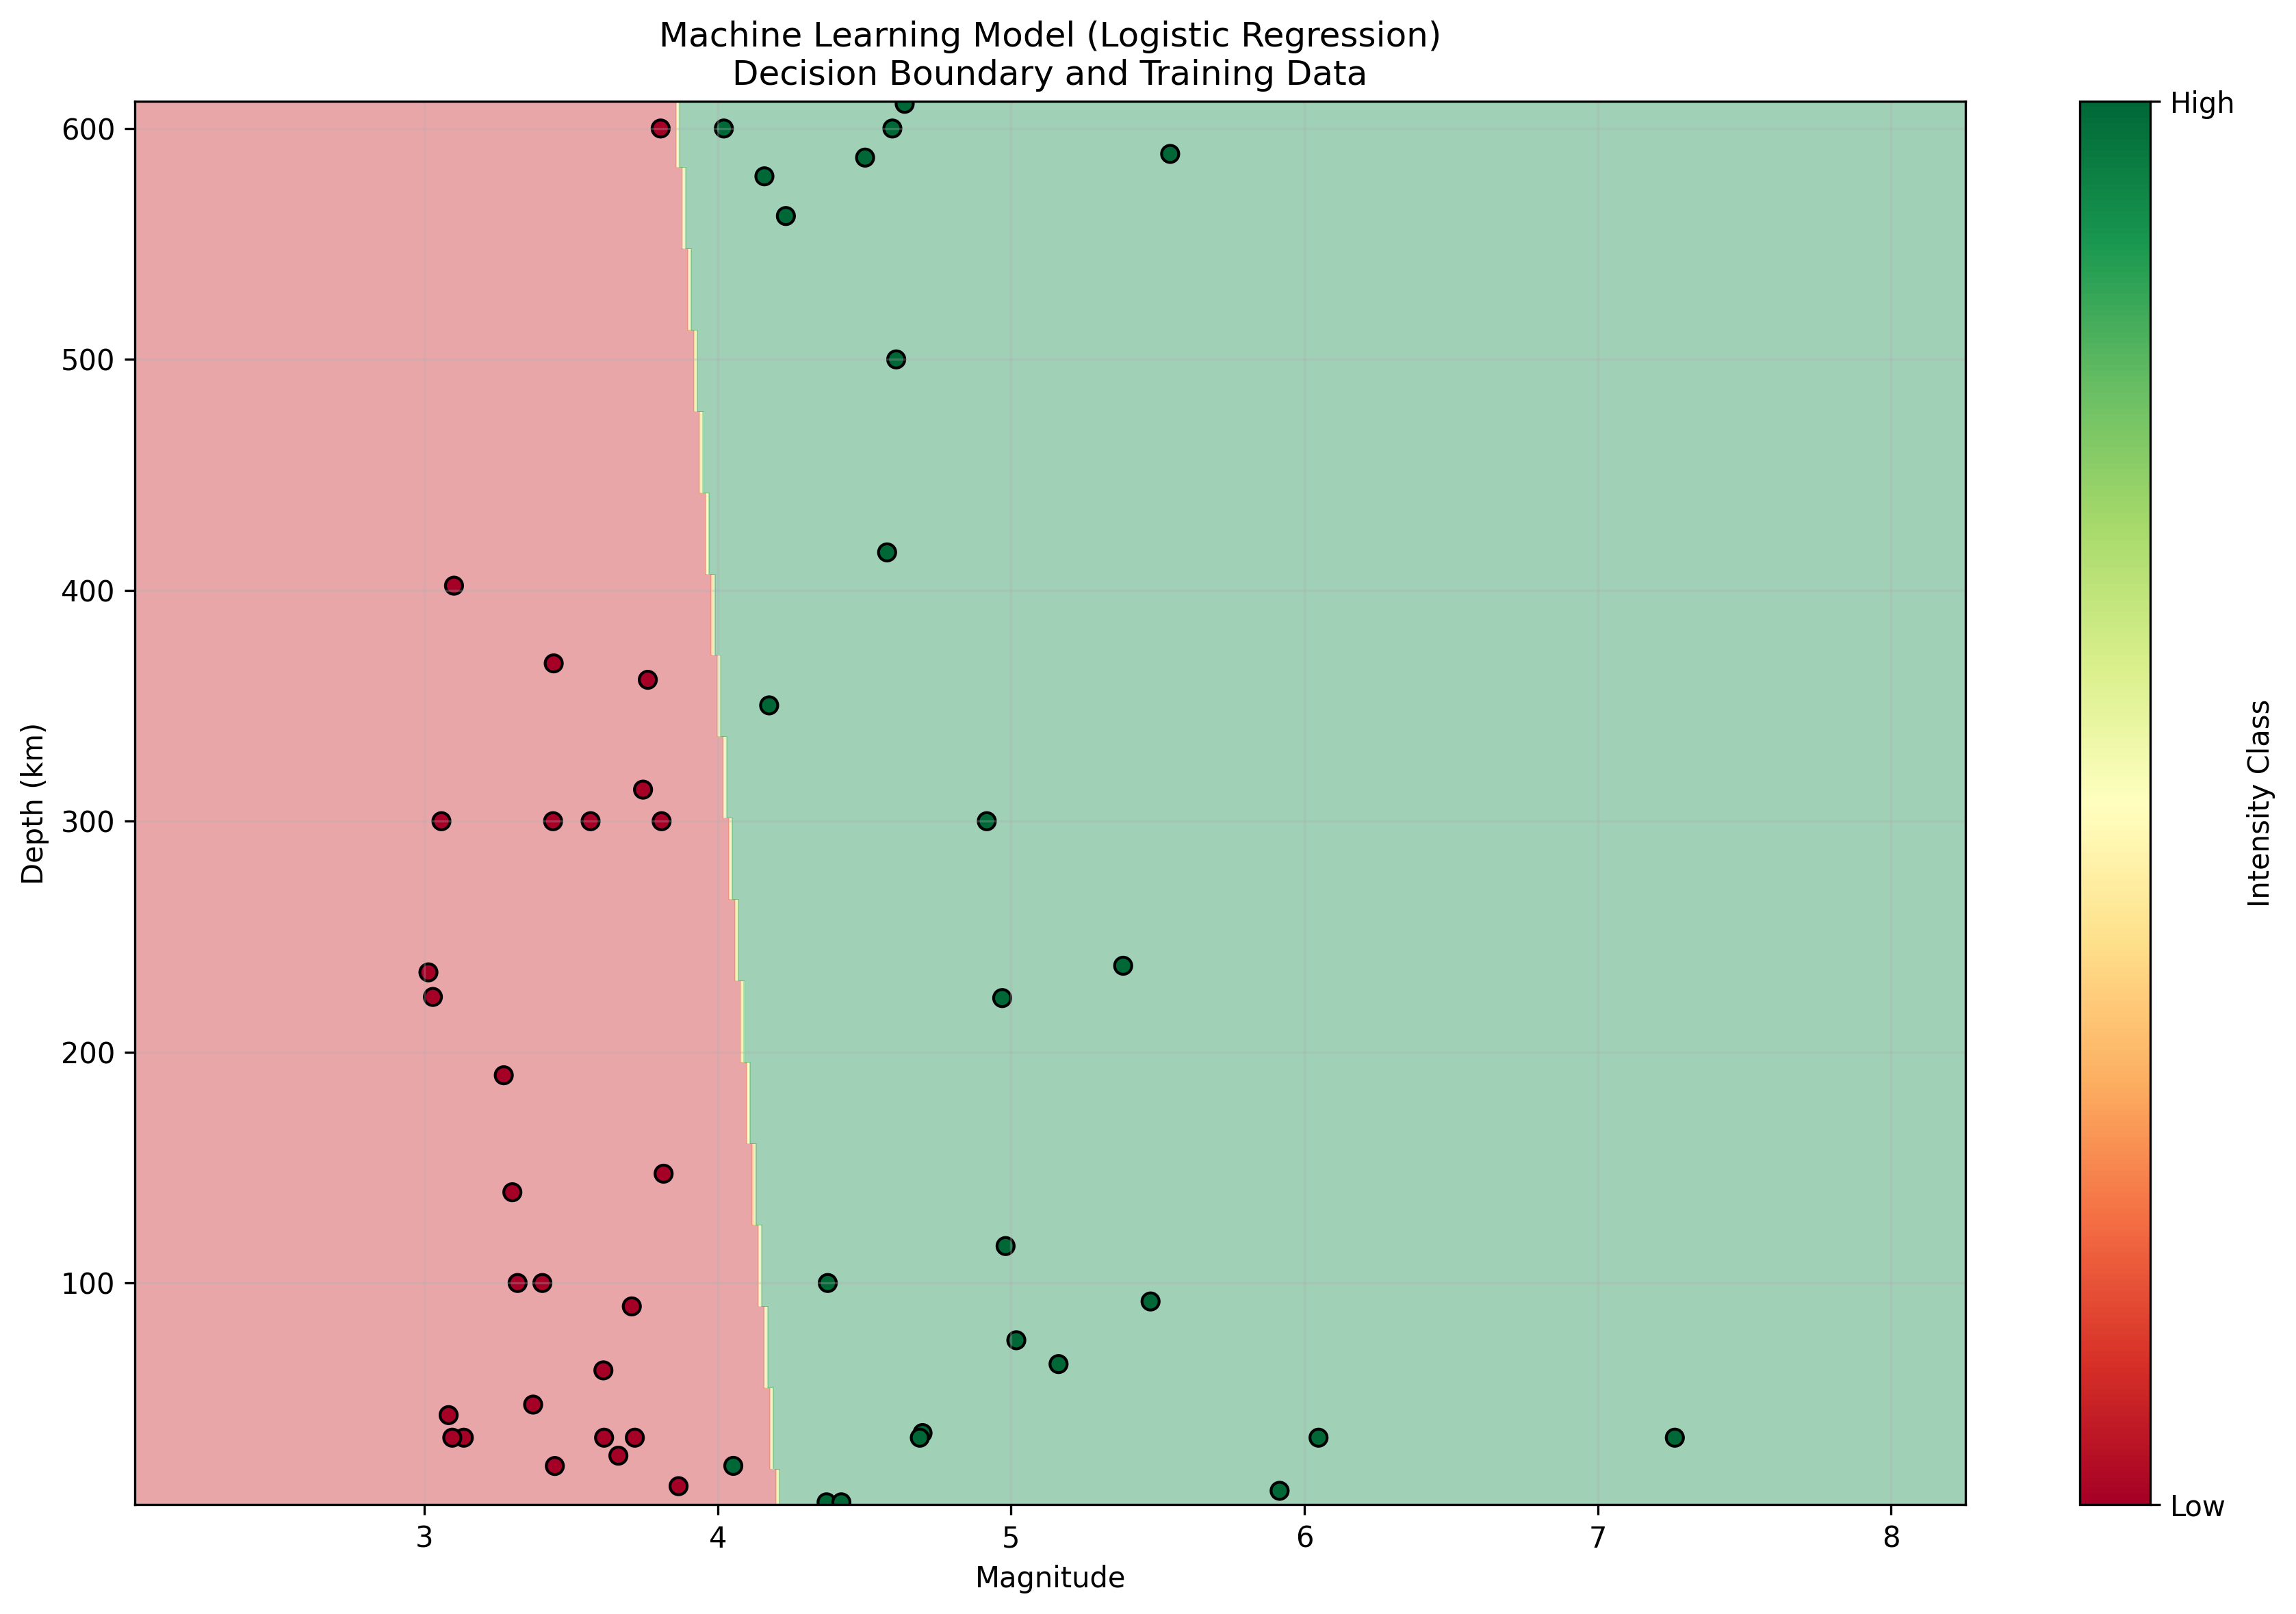 Machine Learning Model (Logistic Regression)
Decision Boundary and Training Data
600
500
400
300
200
100
Depth (km)
3
4
5
6
7
8
Magnitude
High
Low
Intensity Class